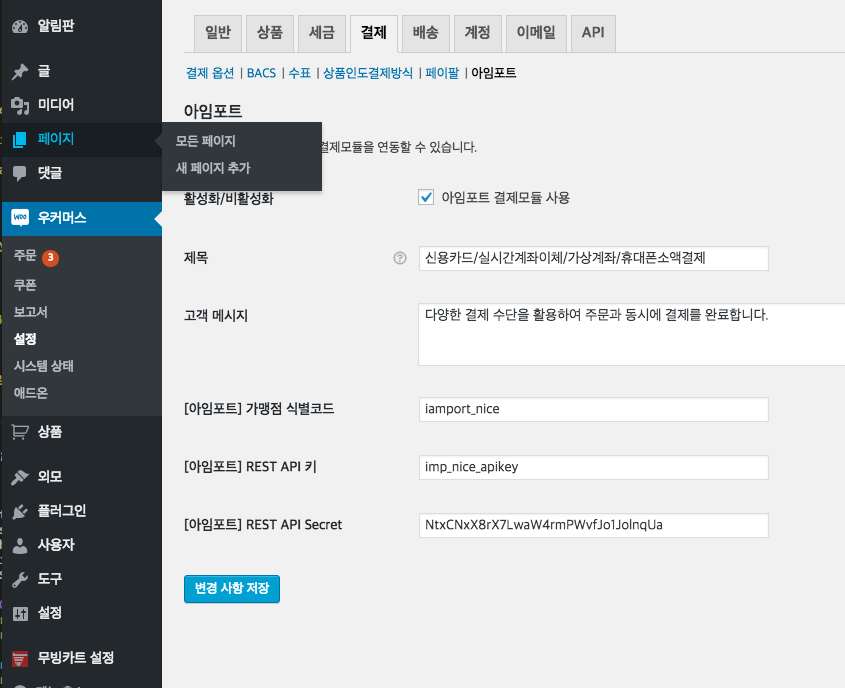 알림판
글
미디어
페이지
댓글
WOO 우커머스
주문 3
쿠폰
보고서
설정
시스템 상태
애드온
상품
외모
플러그인
사용자
도구
설정
무빙카트 설정
모든 페이지
새 페이지 추가
일반 상품 세금 결제 배송 계정 이메일 API
결제 옵션 | BACS | 수표 | 상품인도결제방식 | 페이팔 | 아임포트
아임포트
결제모듈을 연동할 수 있습니다.
활성화/비활성화 아임포트 결제모듈 사용
제목 ? 신용카드/실시간계좌이체/가상계좌/휴대폰소액결제
고객 메시지 다양한 결제 수단을 활용하여 주문과 동시에 결제를 완료합니다.
[아임포트] 가맹점 식별코드 iamport_nice
[아임포트] REST API 키 imp_nice_apikey
[아임포트] REST API Secret NtxCNxX8rX7LwaW4rmPWvfJo1JolnqUa
변경 사항 저장